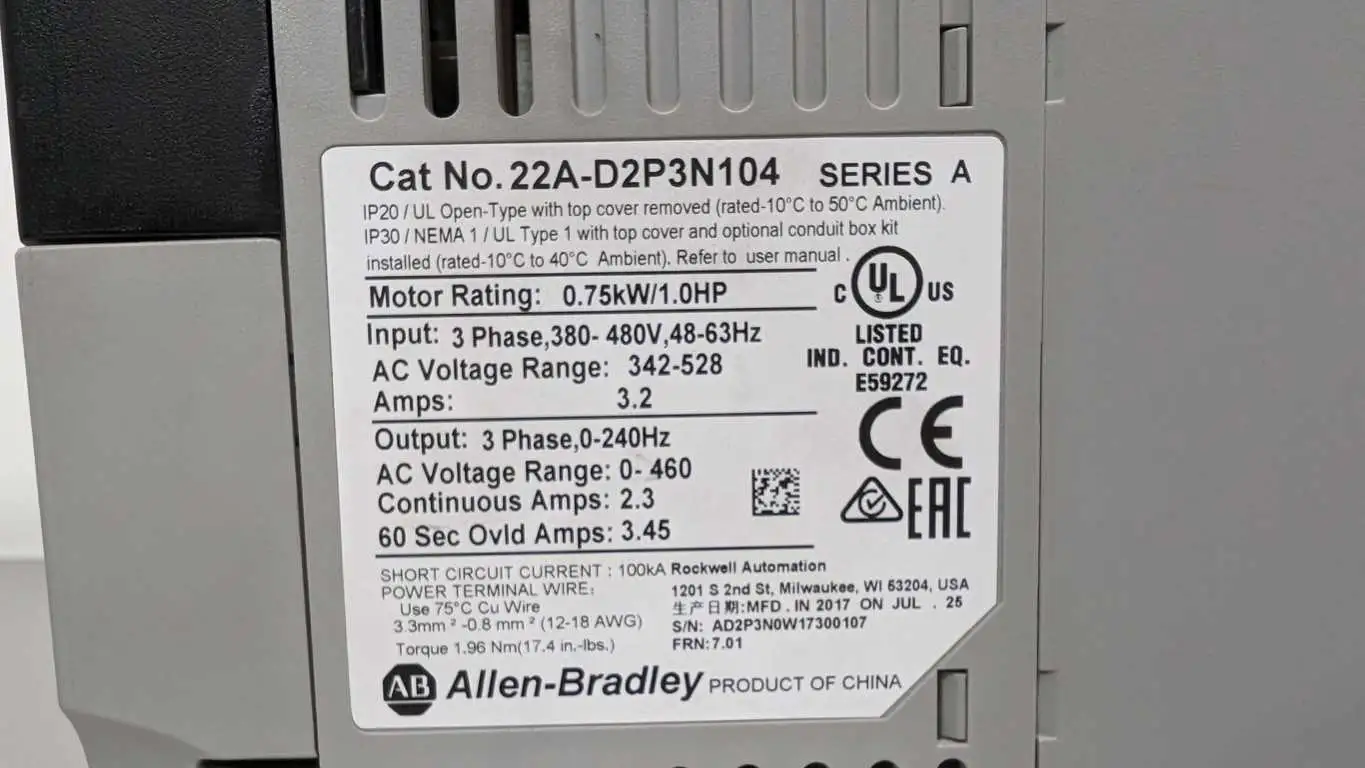 Cat No. 22A-D2P3N104 SERIES A
IP20 / UL Open-Type with top cover removed (rated-10°C to 50°C Ambient).
IP30 / NEMA 1 / UL Type 1 with top cover and optional conduit box kit
installed (rated-10°C to 40°C Ambient). Refer to user manual .
Motor Rating: 0.75kW/1.0HP
C UL US
LISTED
IND. CONT. EQ.
E59272
Input: 3 Phase,380- 480V,48-63Hz
AC Voltage Range: 342-528
Amps: 3.2
CE
Output: 3 Phase,0-240Hz
AC Voltage Range: 0- 460
Continuous Amps: 2.3
60 Sec Ovld Amps: 3.45
EAC
SHORT CIRCUIT CURRENT : 100kA
POWER TERMINAL WIRE:
Use 75°C Cu Wire
3.3mm ² -0.8 mm ² (12-18 AWG)
Torque 1.96 Nm(17.4 in.-lbs.)
Rockwell Automation
1201 S 2nd St, Milwaukee, WI 53204, USA
生产日期:MFD. IN 2017 ON JUL . 25
S/N: AD2P3N0W17300107
FRN:7.01
AB Allen-Bradley PRODUCT OF CHINA